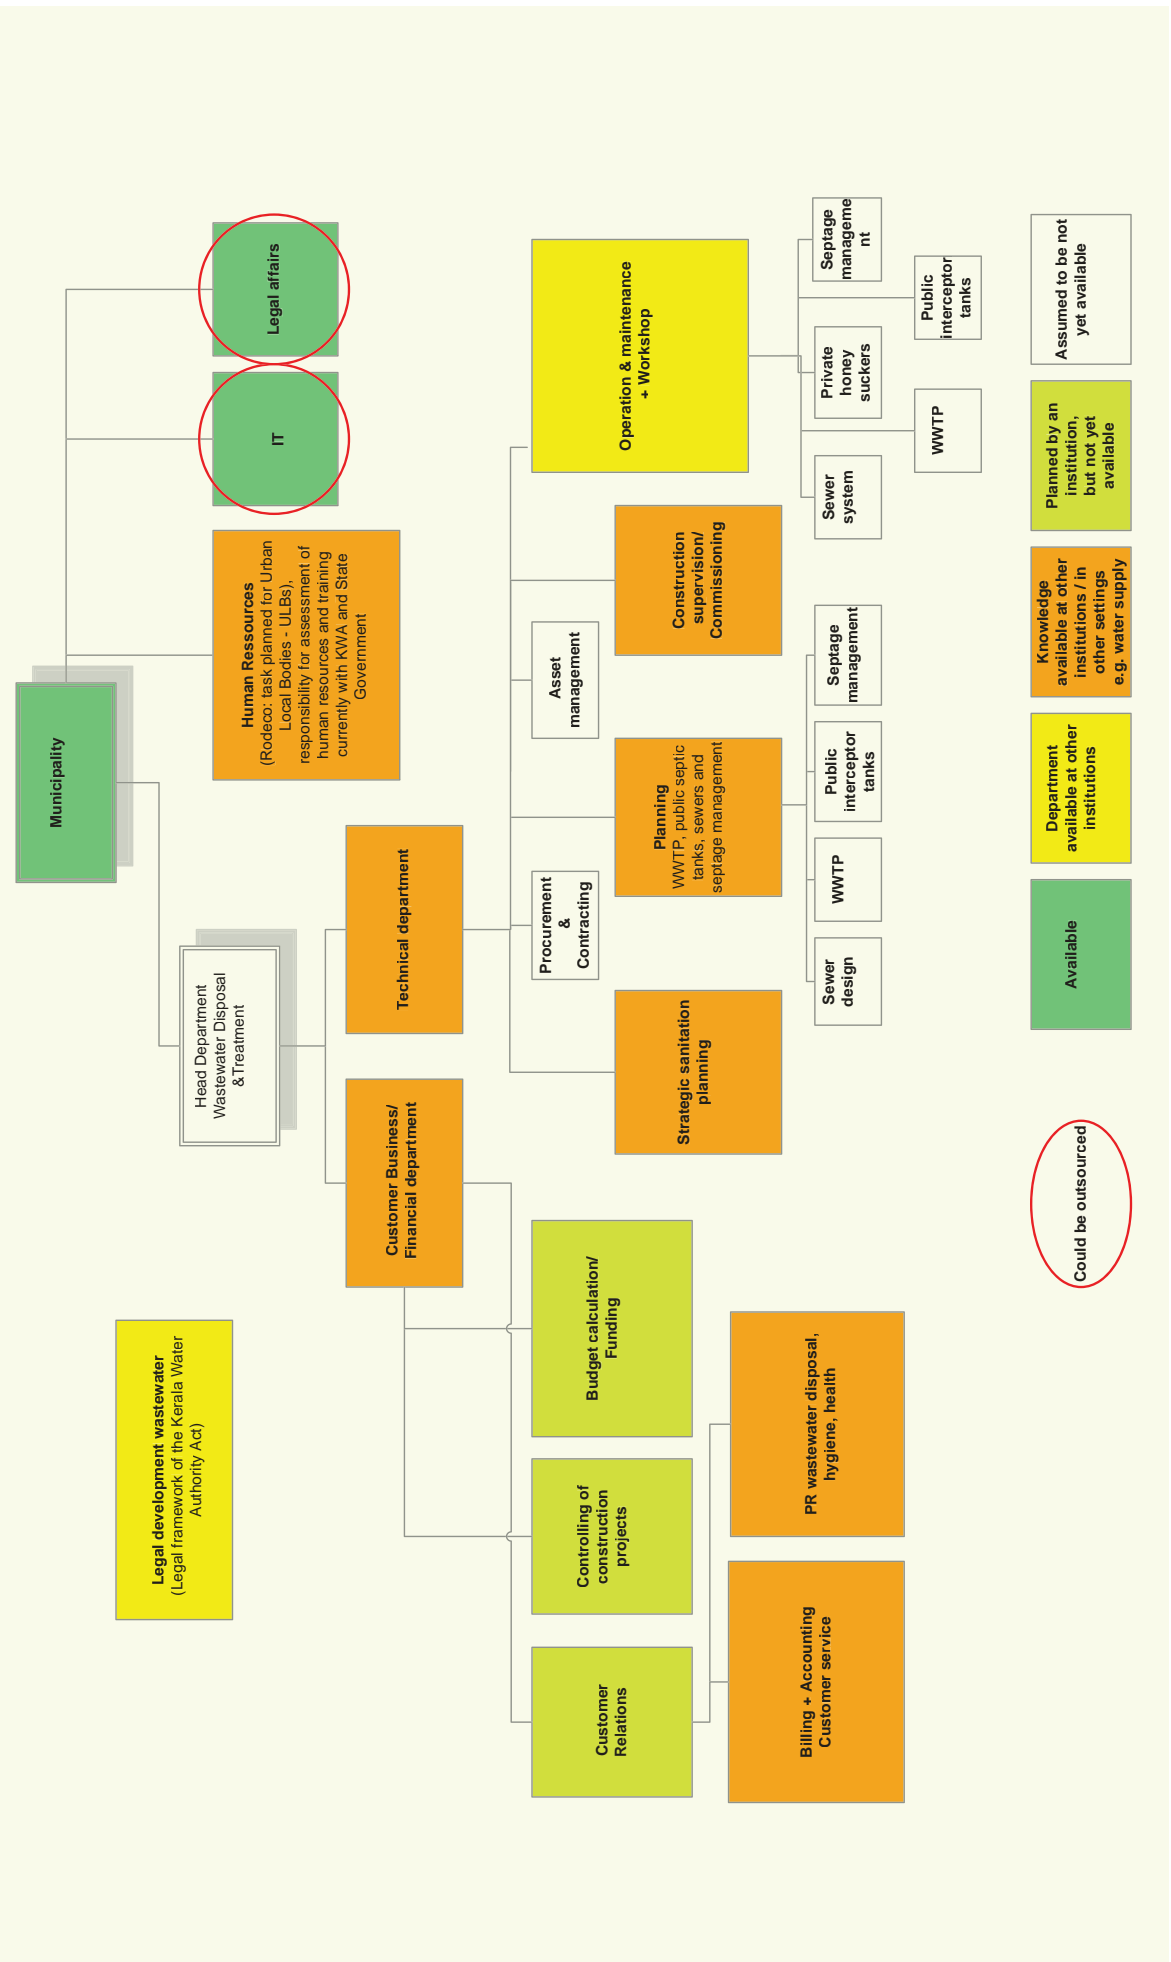 Municipality
Legal development wastewater
(Legal framework of the Kerala Water
Authority Act)
Head Department
Wastewater Disposal
&Treatment
Human Ressources
(Rodeco: task planned for Urban
Local Bodies - ULBs),
responsibility for assessment of
human resources and training
currently with KWA and State
Government
IT
Legal affairs
Customer Business/
Financial department
Technical department
Customer
Relations
Controlling of
construction
projects
Budget calculation/
Funding
Strategic sanitation
planning
Procurement
&
Contracting
Planning
WWTP, public septic
tanks, sewers and
septage management
Asset
management
Construction
supervision/
Commissioning
Operation & maintenance
+ Workshop
Billing + Accounting
Customer service
PR wastewater disposal,
hygiene, health
Sewer
design
WWTP
Public
interceptor
tanks
Septage
management
Sewer
system
Private
honey
suckers
Septage
manageme
nt
WWTP
Public
interceptor
tanks
Could be outsourced
Available
Department
available at other
institutions
Knowledge
available at other
institutions / in
other settings
e.g. water supply
Planned by an
institution,
but not yet
available
Assumed to be not
yet available